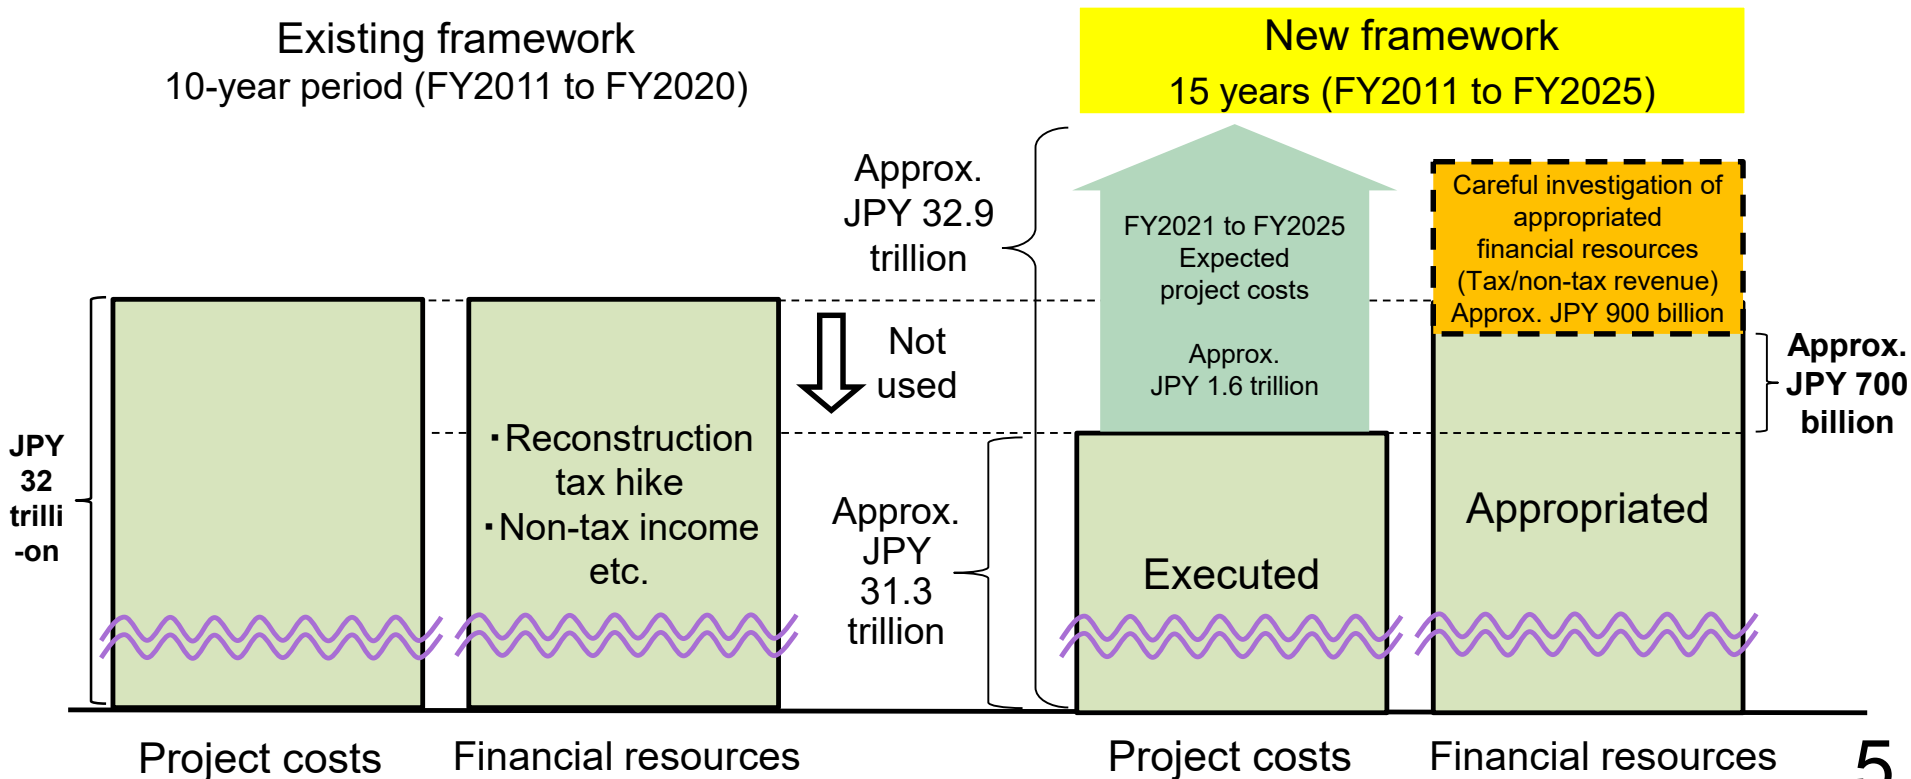 Existing framework
10-year period (FY2011 to FY2020)
New framework
15 years (FY2011 to FY2025)
JPY
32
trilli
-on
・Reconstruction
tax hike
・Non-tax income
etc.
Not
used
Approx.
JPY 32.9
trillion
Approx.
JPY
31.3
trillion
FY2021 to FY2025
Expected
project costs
Approx.
JPY 1.6 trillion
Executed
Careful investigation of
appropriated
financial resources
(Tax/non-tax revenue)
Approx. JPY 900 billion
Appropriated
Approx.
JPY 700
billion
Project costs
Financial resources
Project costs
Financial resources
5